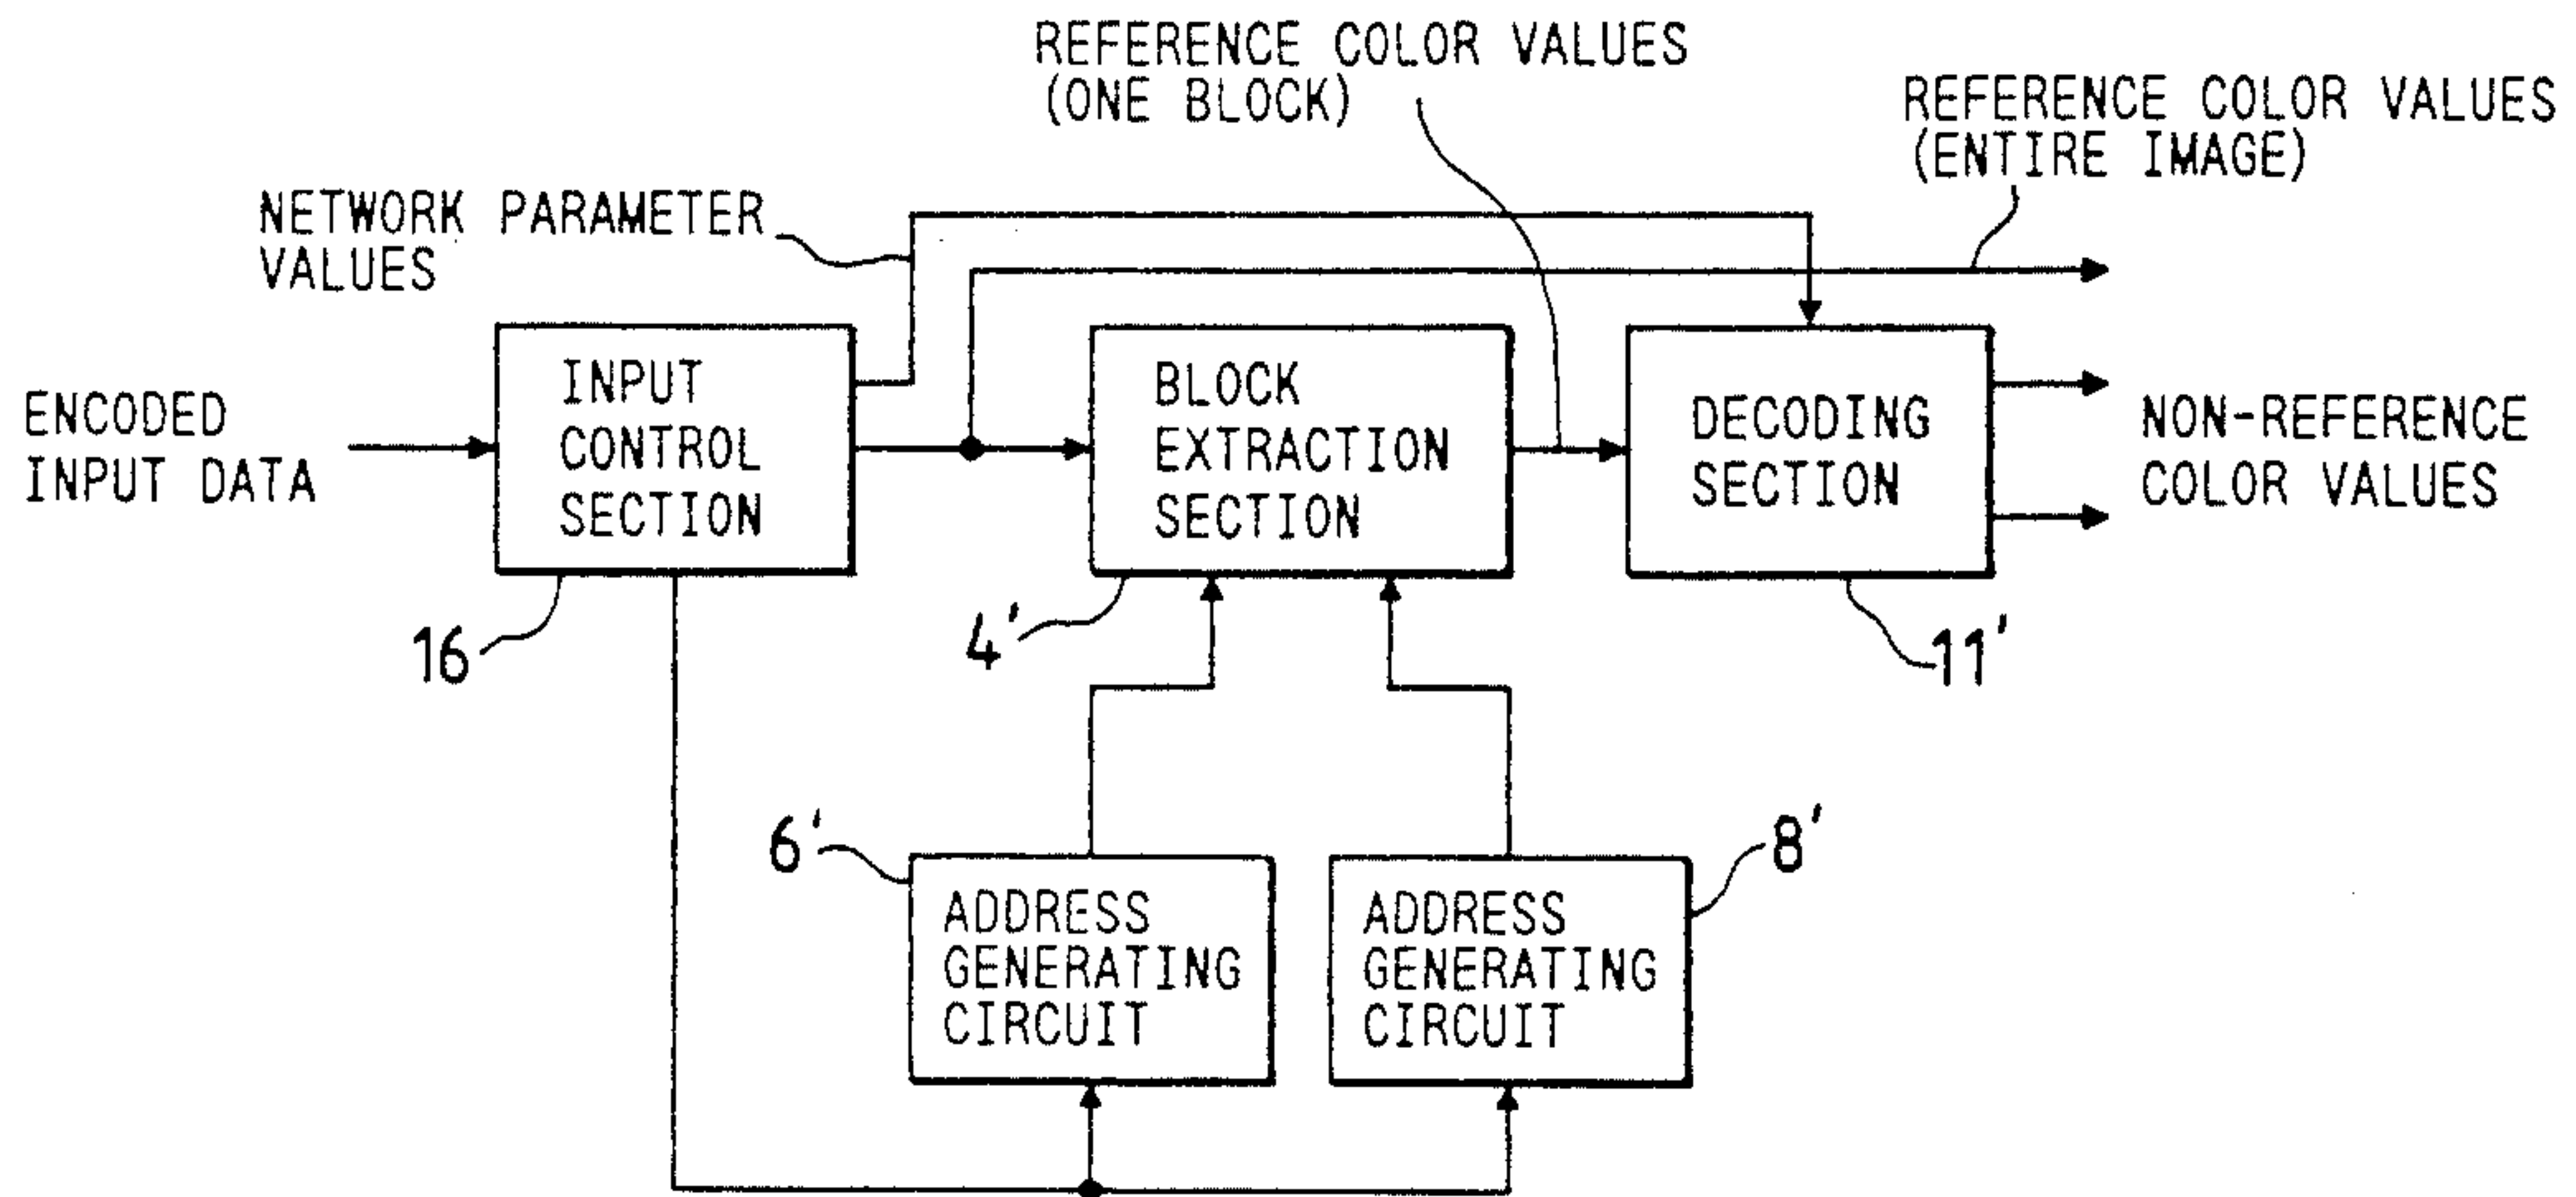 REFERENCE COLOR VALUES
(ONE BLOCK)
REFERENCE COLOR VALUES
(ENTIRE IMAGE)
NETWORK PARAMETER
VALUES
ENCODED
INPUT DATA
INPUT
CONTROL
SECTION
BLOCK
EXTRACTION
SECTION
DECODING
SECTION
NON-REFERENCE
COLOR VALUES
16
4'
11'
6'
8'
ADDRESS
GENERATING
CIRCUIT
ADDRESS
GENERATING
CIRCUIT